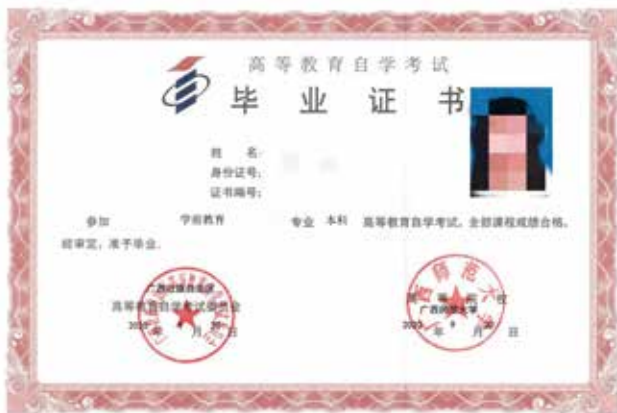 高等教育自学考试
毕业证书
姓 名:
身份证号:
证书编号:
参加 学前教育 专业 本科 高等教育自学考试，全部课程成绩合格，
经审定，准予毕业.
高等教育自学考试委员会
广西师范大学
年 月 日
年 9 月 日